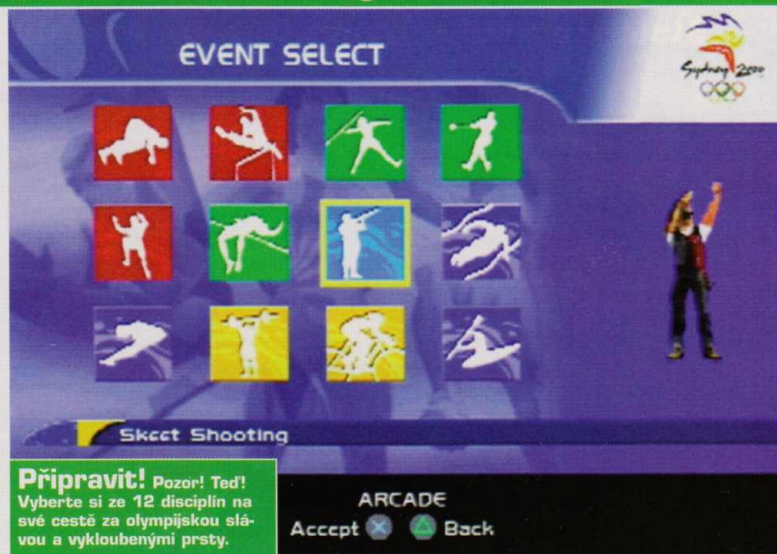 EVENT SELECT
Sydney 2000
Skeet Shooting
Připravit! Pozor! Teď!
Vyberte si ze 12 disciplín na
své cestě za olympijskou slá-
vou a vykloubenými prsty.
ARCADE
Accept Back